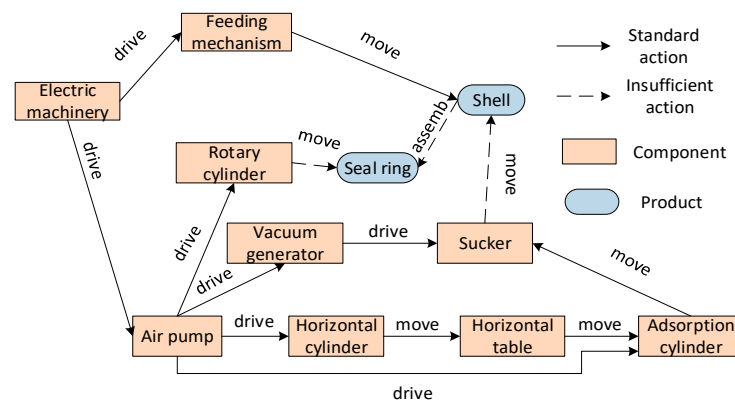 Feeding
mechanism
drive
move
Standard
action
Electric
machinery
Shell
Insufficient
action
assemb
drive
Rotary
cylinder
move
Seal ring
Component
move
Product
drive
Vacuum
generator
drive
Sucker
drive
move
Air pump
drive
Horizontal
cylinder
move
Horizontal
table
move
Adsorption
cylinder
drive